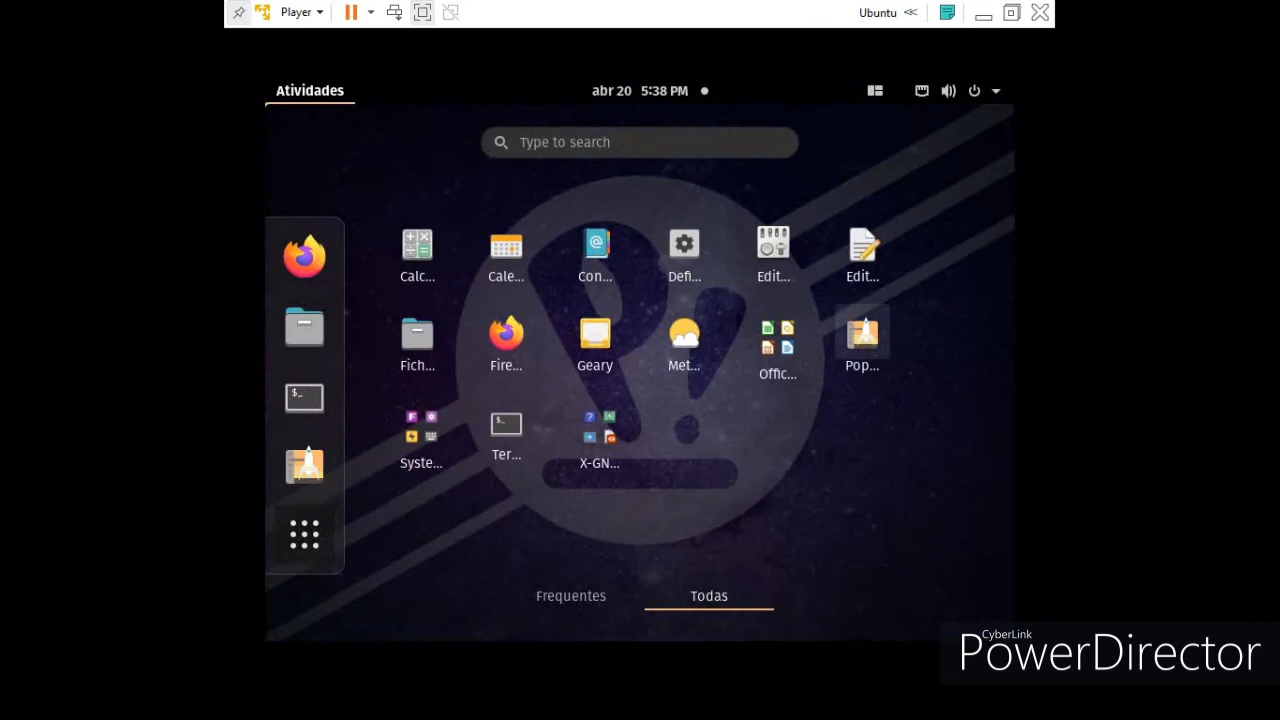 Player
Ubuntu
Atividades
abr 20 5:38 PM
Type to search
Calc...
Cale...
Con...
Defi...
Edit...
Edit...
Fich...
Fire...
Geary
Met...
Offic...
Pop...
Syste...
Ter...
X-GN...
Frequentes
Todas
CyberLink
PowerDirector